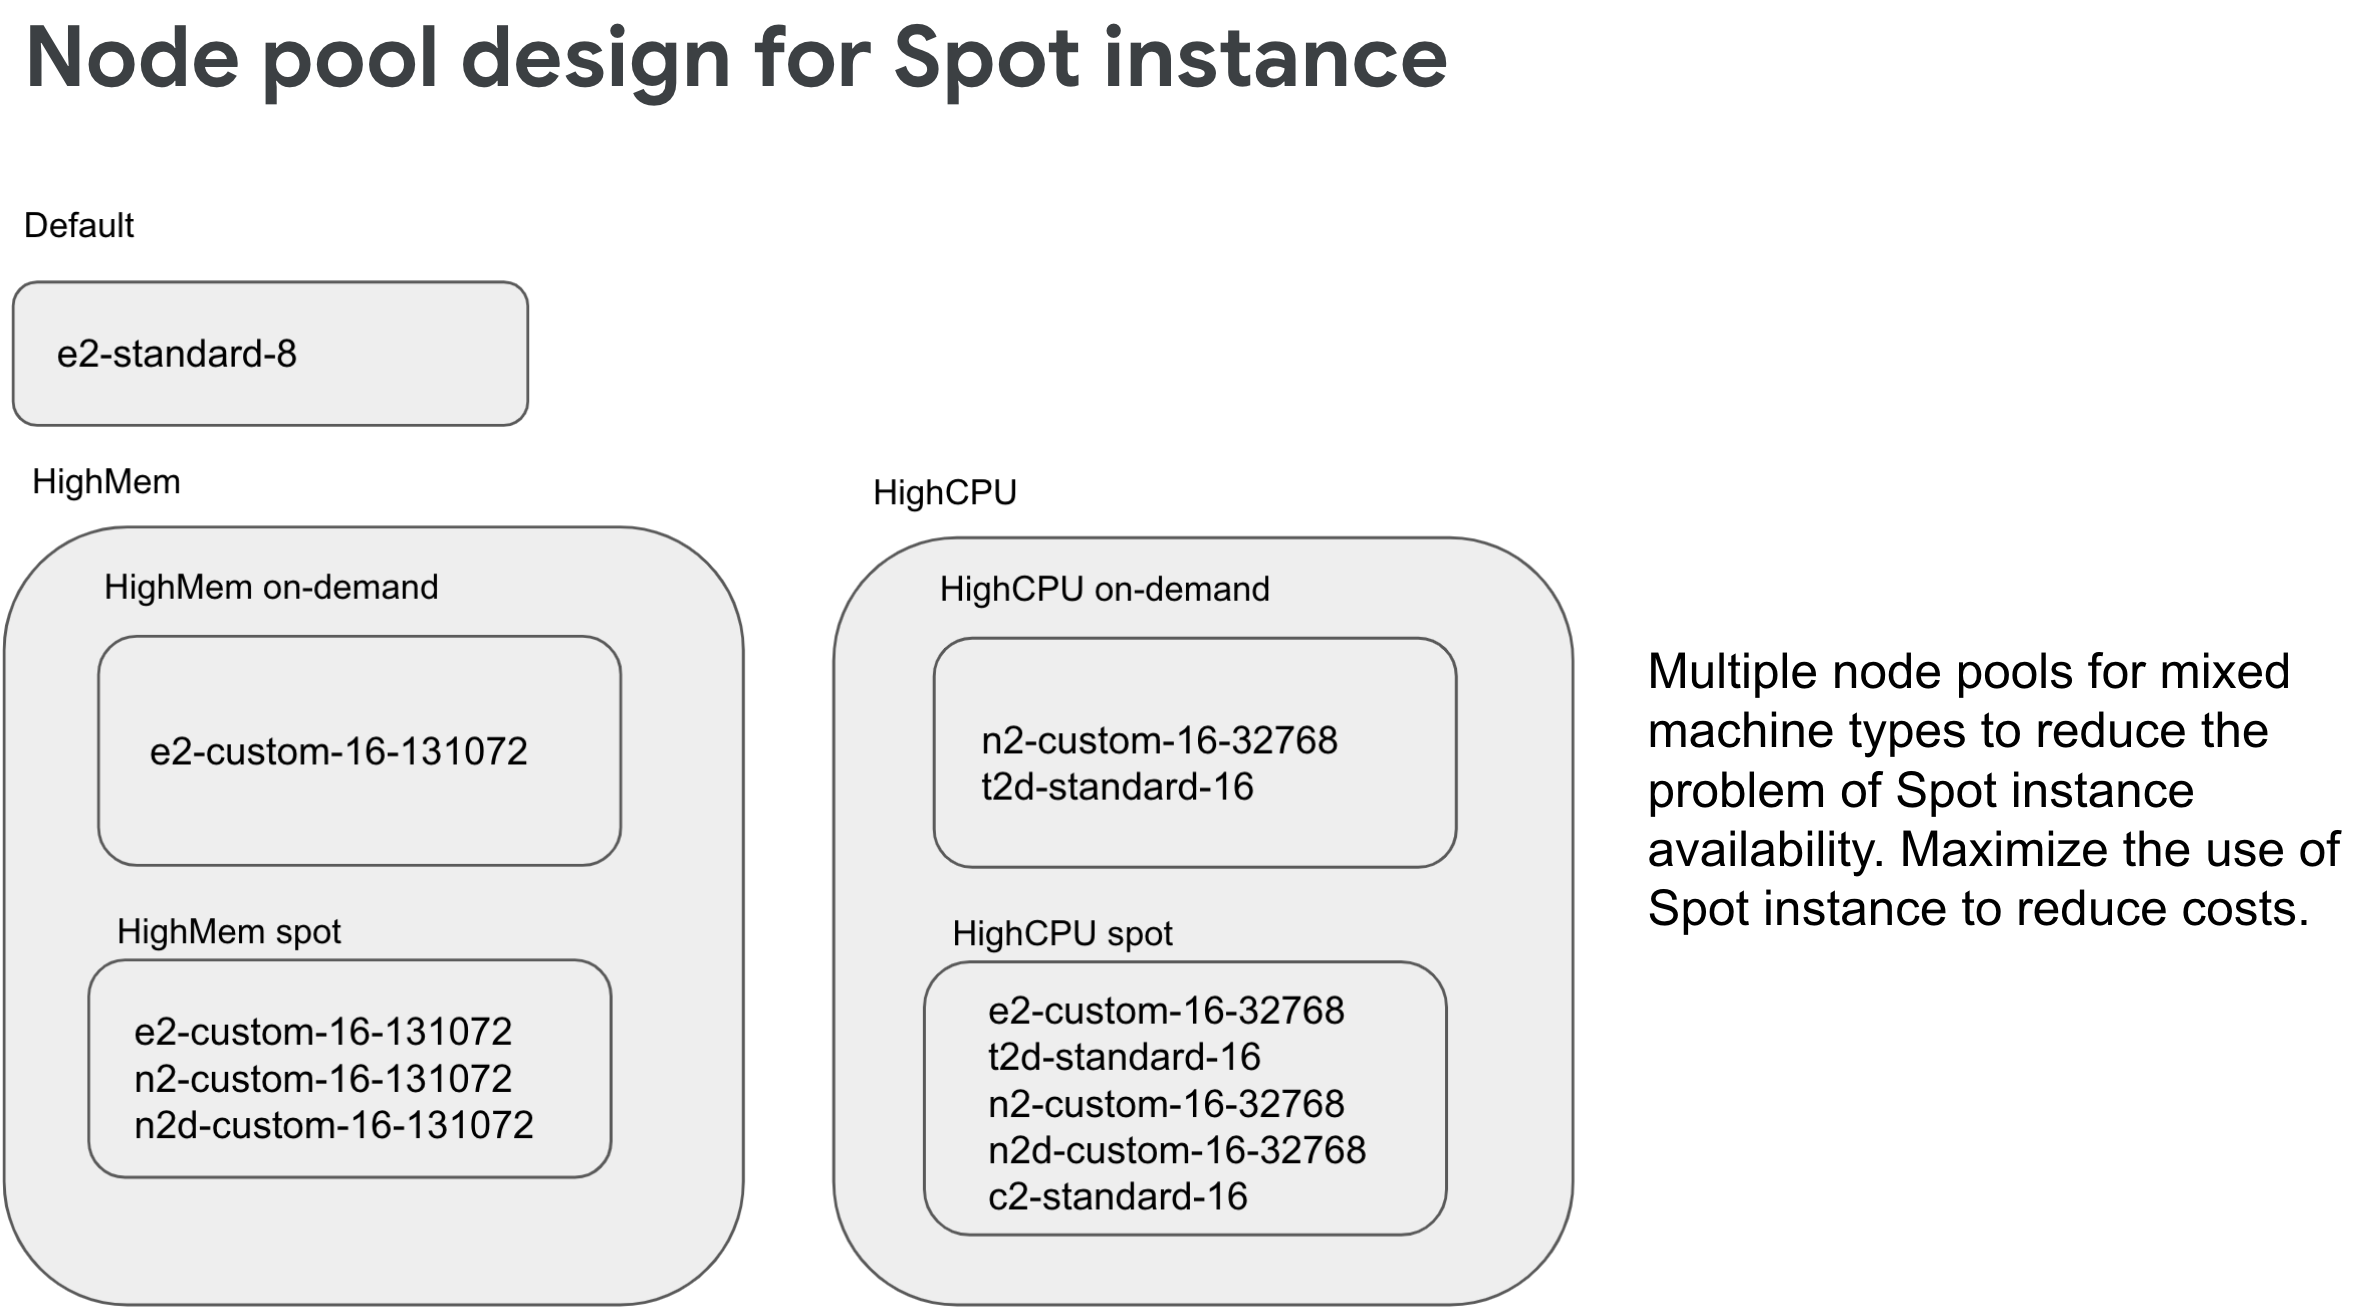 Node pool design for Spot instance
Default
e2-standard-8
HighMem
HighMem on-demand
e2-custom-16-131072
HighMem spot
e2-custom-16-131072
n2-custom-16-131072
n2d-custom-16-131072
HighCPU
HighCPU on-demand
n2-custom-16-32768
t2d-standard-16
HighCPU spot
e2-custom-16-32768
t2d-standard-16
n2-custom-16-32768
n2d-custom-16-32768
c2-standard-16
Multiple node pools for mixed
machine types to reduce the
problem of Spot instance
availability. Maximize the use of
Spot instance to reduce costs.